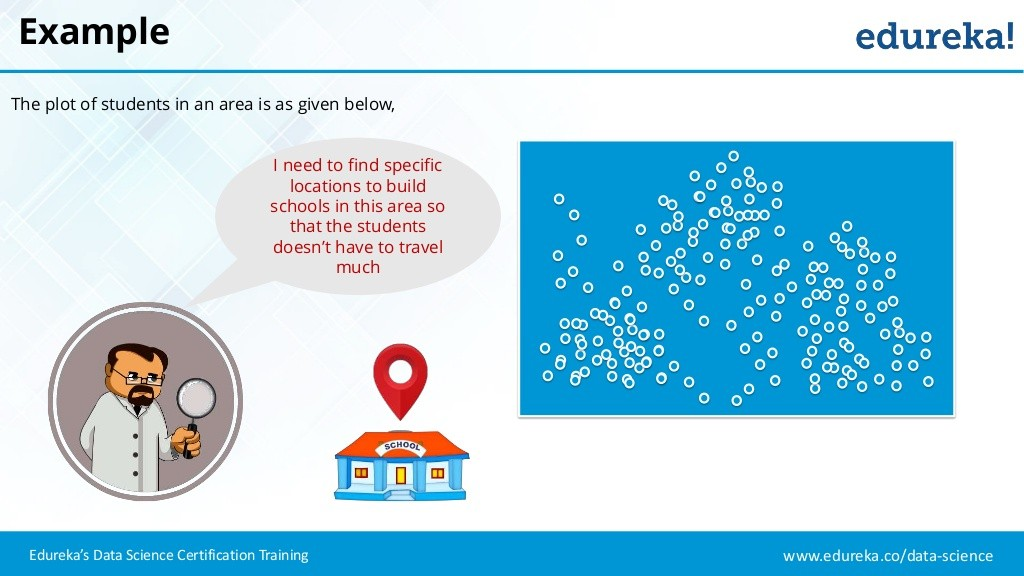 Example
edureka!
The plot of students in an area is as given below,
I need to find specific
locations to build
schools in this area so
that the students
doesn’t have to travel
much
SCHOOL
Edureka’s Data Science Certification Training
www.edureka.co/data-science